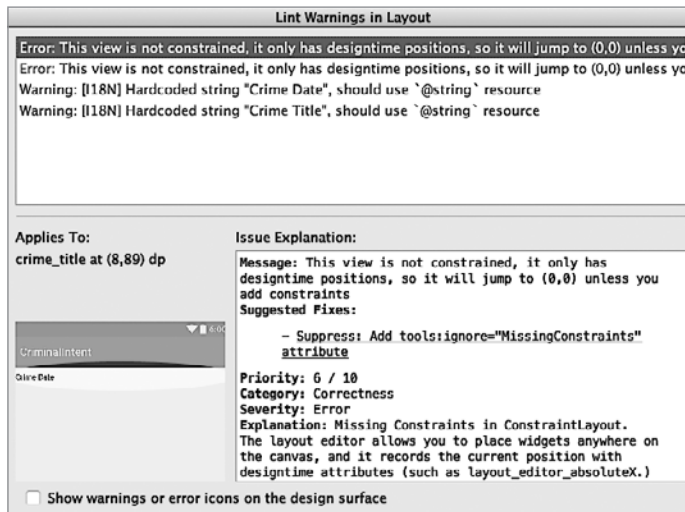 Lint Warnings in Layout
Error: This view is not constrained, it only has designtime positions, so it will jump to (0,0) unless yo
Error: This view is not constrained, it only has designtime positions, so it will jump to (0,0) unless yo
Warning: [I18N] Hardcoded string "Crime Date", should use `@string` resource
Warning: [I18N] Hardcoded string "Crime Title", should use `@string` resource
Applies To:
crime_title at (8,89) dp
6:00
CriminalIntent
Crime Date
Issue Explanation:
Message: This view is not constrained, it only has
designtime positions, so it will jump to (0,0) unless you
add constraints
Suggested Fixes:
– Suppress: Add tools:ignore="MissingConstraints"
attribute
Priority: 6 / 10
Category: Correctness
Severity: Error
Explanation: Missing Constraints in ConstraintLayout.
The layout editor allows you to place widgets anywhere on
the canvas, and it records the current position with
designtime attributes (such as layout_editor_absoluteX.)
Show warnings or error icons on the design surface